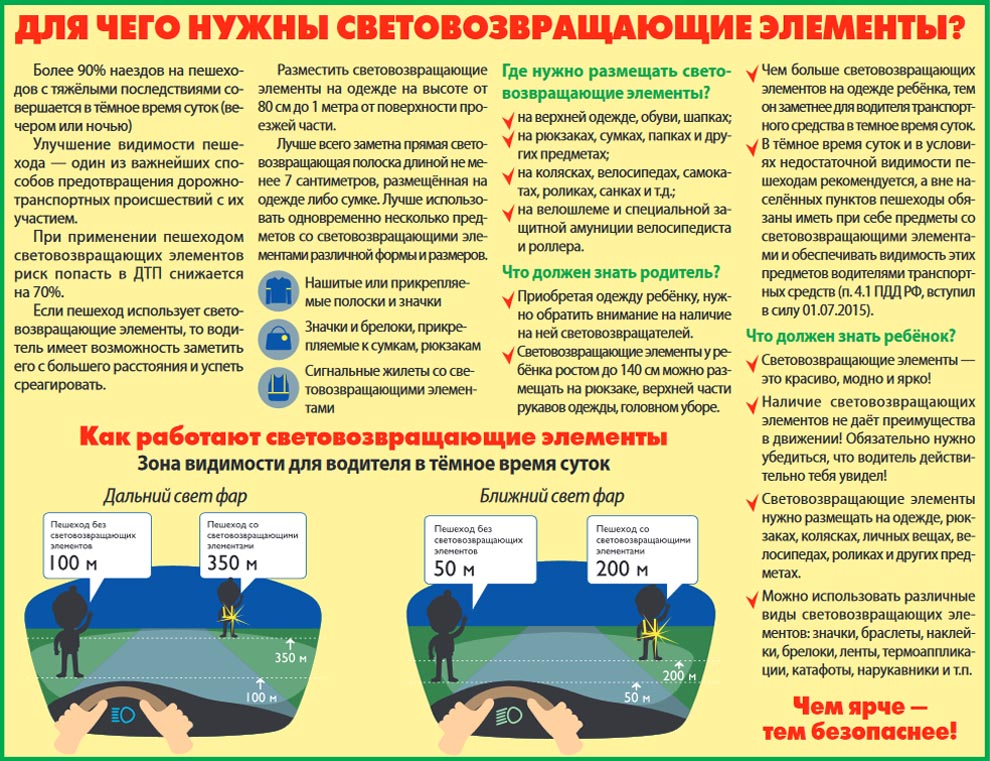 ДЛЯ ЧЕГО НУЖНЫ СВЕТОВОЗВРАЩАЮЩИЕ ЭЛЕМЕНТЫ?
Более 90% наездов на пешехо-
дов с тяжёлыми последствиями со-
вершается в тёмное время суток (ве-
чером или ночью)
Улучшение видимости пеше-
хода — один из важнейших спо-
собов предотвращения дорожно-
транспортных происшествий с их
участием.
При применении пешеходом
световозвращающих элементов
риск попасть в ДТП снижается
на 70%.
Если пешеход использует свето-
возвращающие элементы, то води-
тель имеет возможность заметить
его с большего расстояния и успеть
среагировать.
Разместить световозвращающие
элементы на одежде на высоте от
80 см до 1 метра от поверхности про-
езжей части.
Лучше всего заметна прямая свето-
возвращающая полоска длиной не ме-
нее 7 сантиметров, размещённая на
одежде либо сумке. Лучше использо-
вать одновременно несколько пред-
метов со световозвращающими эле-
ментами различной формы и размеров.
Нашитые или прикрепляе-
мые полоски и значки
Значки и брелоки, прикре-
пляемые к сумкам, рюкзакам
Сигнальные жилеты со све-
товозвращающими элемен-
тами
Где нужно размещать свето-
возвращающие элементы?
на верхней одежде, обуви, шапках;
на рюкзаках, сумках, папках и дру-
гих предметах;
на колясках, велосипедах, самока-
тах, роликах, санках и т.д.;
на велошлеме и специальной за-
щитной амуниции велосипедиста
и роллера.
Что должен знать родитель?
Приобретая одежду ребёнку, нуж-
но обратить внимание на наличие
на ней световозвращателей.
Световозвращающие элементы у ре-
бёнка ростом до 140 см можно раз-
мещать на рюкзаке, верхней части
рукавов одежды, головном уборе.
Чем больше световозвращающих
элементов на одежде ребёнка, тем
он заметнее для водителя транспорт-
ного средства в темное время суток.
В тёмное время суток и в услови-
ях недостаточной видимости пе-
шеходам рекомендуется, а вне на-
селённых пунктов пешеходы обя-
заны иметь при себе предметы со
световозвращающими элемента-
ми и обеспечивать видимость этих
предметов водителями транспорт-
ных средств (п. 4.1 ПДД РФ, вступил
в силу 01.07.2015).
Что должен знать ребёнок?
Световозвращающие элементы —
это красиво, модно и ярко!
Наличие световозвращающих
элементов не даёт преимущества
в движении! Обязательно нужно
убедиться, что водитель действи-
тельно тебя увидел!
Световозвращающие элементы
нужно размещать на одежде, рюк-
заках, колясках, личных вещах, ве-
лосипедах, роликах и других пред-
метах.
Можно использовать различные
виды световозвращающих эле-
ментов: значки, браслеты, наклей-
ки, брелоки, ленты, термоапплика-
ции, катафоты, нарукавники и т.п.
Чем ярче —
тем безопаснее!
Как работают световозвращающие элементы
Зона видимости для водителя в тёмное время суток
Дальний свет фар
Пешеход без
световозвращающих
элементов
100 м
Пешеход со
световозвращающими
элементами
350 м
350 м
100 м
Ближний свет фар
Пешеход без
световозвращающих
элементов
50 м
Пешеход со
световозвращающими
элементами
200 м
200 м
50 м